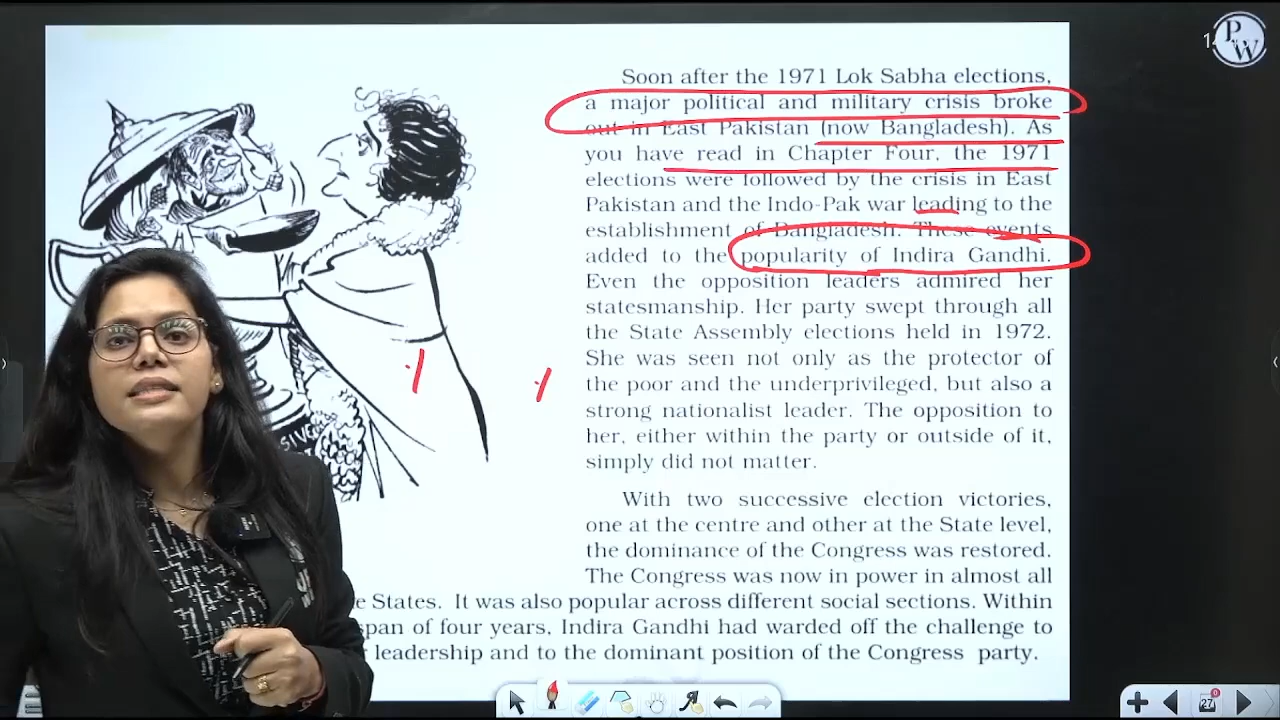 PW
Soon after the 1971 Lok Sabha elections,
a major political and military crisis broke
out in East Pakistan (now Bangladesh). As
you have read in Chapter Four, the 1971
elections were followed by the crisis in East
Pakistan and the Indo-Pak war leading to the
establishment of Bangladesh. These events
added to the popularity of Indira Gandhi.
Even the opposition leaders admired her
statesmanship. Her party swept through all
the State Assembly elections held in 1972.
She was seen not only as the protector of
the poor and the underprivileged, but also a
strong nationalist leader. The opposition to
her, either within the party or outside of it,
simply did not matter.
With two successive election victories,
one at the centre and other at the State level,
the dominance of the Congress was restored.
The Congress was now in power in almost all
States. It was also popular across different social sections. Within
span of four years, Indira Gandhi had warded off the challenge to
leadership and to the dominant position of the Congress party.
27